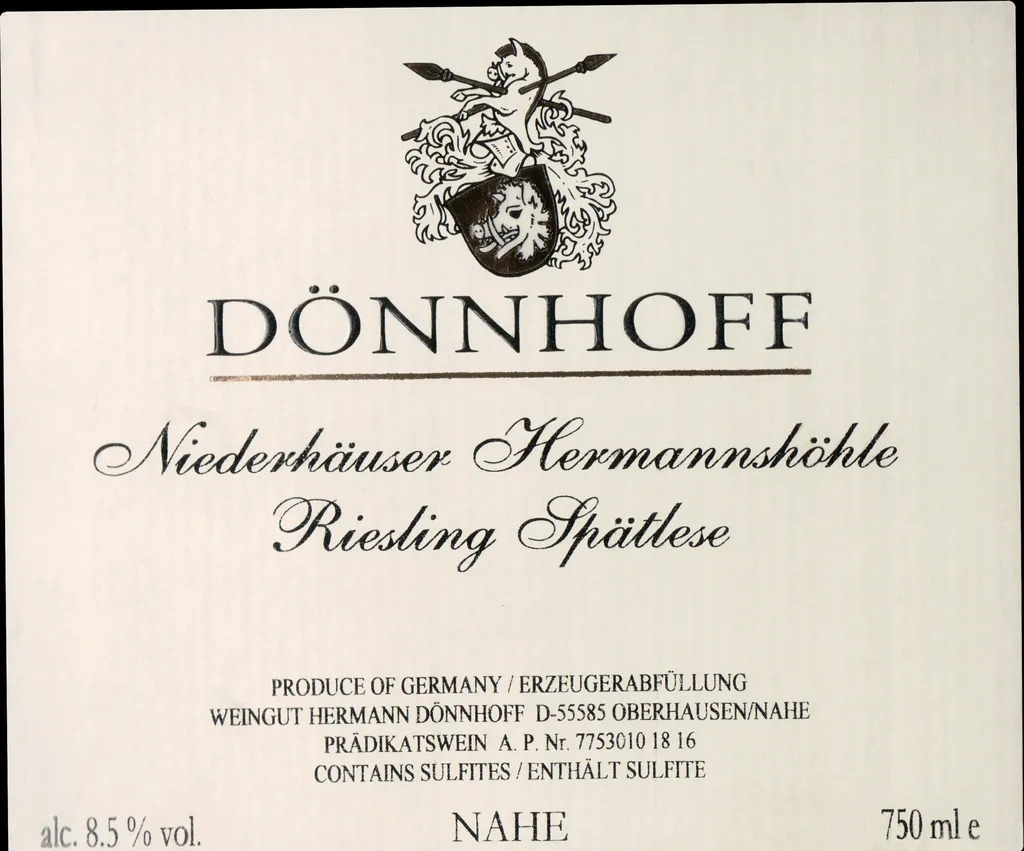 DÖNNHOFF
Niederhäuser Hermannshöhle
Riesling Spätlese
PRODUCE OF GERMANY / ERZEUGERABFÜLLUNG
WEINGUT HERMANN DÖNNHOFF D-55585 OBERHAUSEN/NAHE
PRÄDIKATSWEIN A. P. Nr. 7753010 18 16
CONTAINS SULFITES / ENTHÄLT SULFITE
alc. 8.5 % vol. NAHE 750 ml e